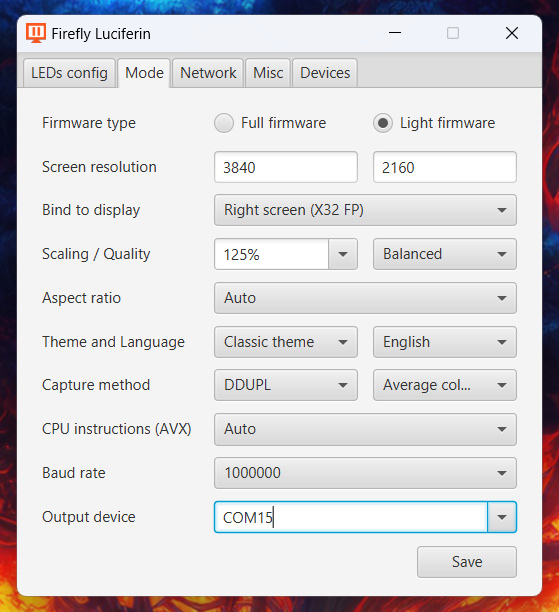 Firefly Luciferin
LEDs config Mode Network Misc Devices
Firmware type Full firmware Light firmware
Screen resolution 3840 2160
Bind to display Right screen (X32 FP)
Scaling / Quality 125% Balanced
Aspect ratio Auto
Theme and Language Classic theme English
Capture method DDUPL Average col...
CPU instructions (AVX) Auto
Baud rate 1000000
Output device COM15
Save